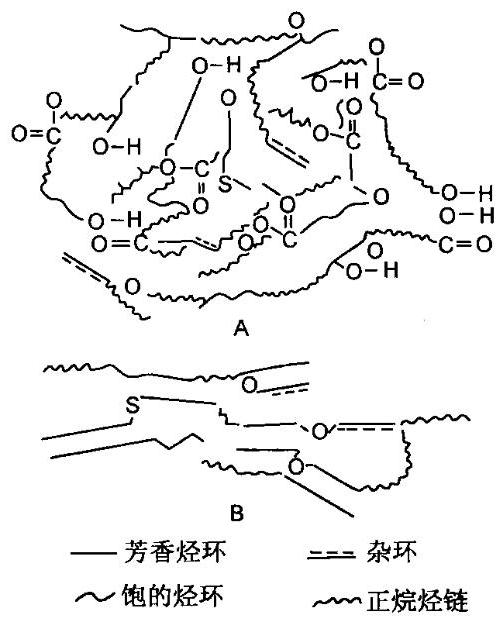 O
O
O-H
O-H C=O
O O
O
O=C O
O-H C
O C
S
O O O-H
O-H O O-H
O=C O C O C=O
O-H
O
A
O
S
O
O
B
芳香烃环 杂环
饱的烃环 正烷烃链